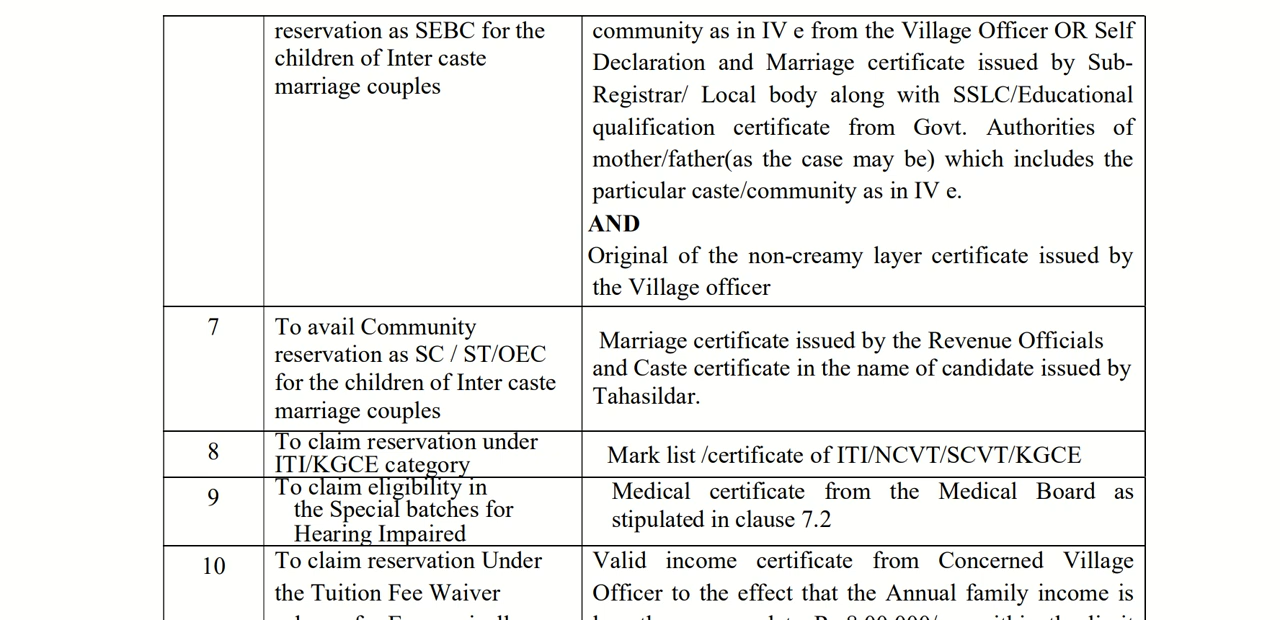 reservation as SEBC for the
children of Inter caste
marriage couples
community as in IV e from the Village Officer OR Self
Declaration and Marriage certificate issued by Sub-
Registrar/ Local body along with SSLC/Educational
qualification certificate from Govt. Authorities of
mother/father(as the case may be) which includes the
particular caste/community as in IV e.
AND
Original of the non-creamy layer certificate issued by
the Village officer
7
To avail Community
reservation as SC / ST/OEC
for the children of Inter caste
marriage couples
Marriage certificate issued by the Revenue Officials
and Caste certificate in the name of candidate issued by
Tahasildar.
8
To claim reservation under
ITI/KGCE category
Mark list /certificate of ITI/NCVT/SCVT/KGCE
9
To claim eligibility in
the Special batches for
Hearing Impaired
Medical certificate from the Medical Board as
stipulated in clause 7.2
10
To claim reservation Under
the Tuition Fee Waiver
Valid income certificate from Concerned Village
Officer to the effect that the Annual family income is